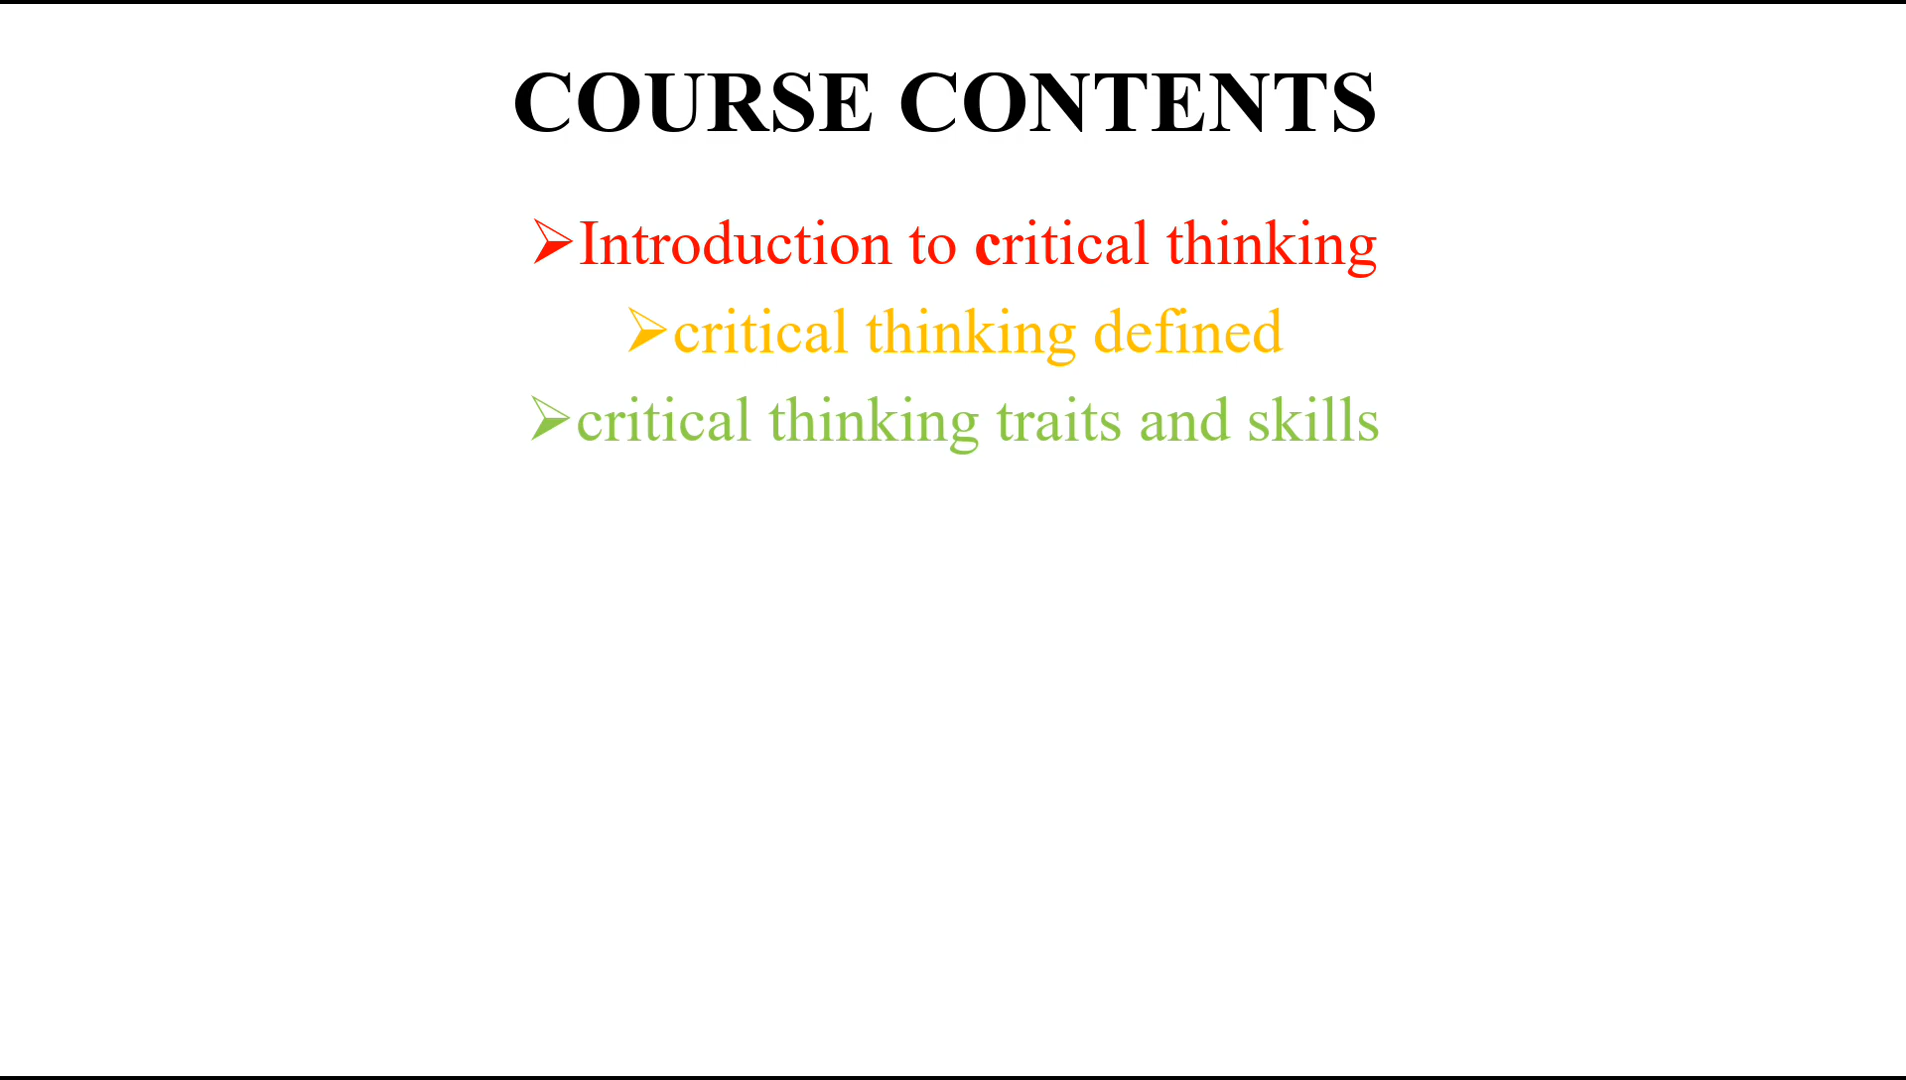 COURSE CONTENTS
➢Introduction to critical thinking
➢critical thinking defined
➢critical thinking traits and skills